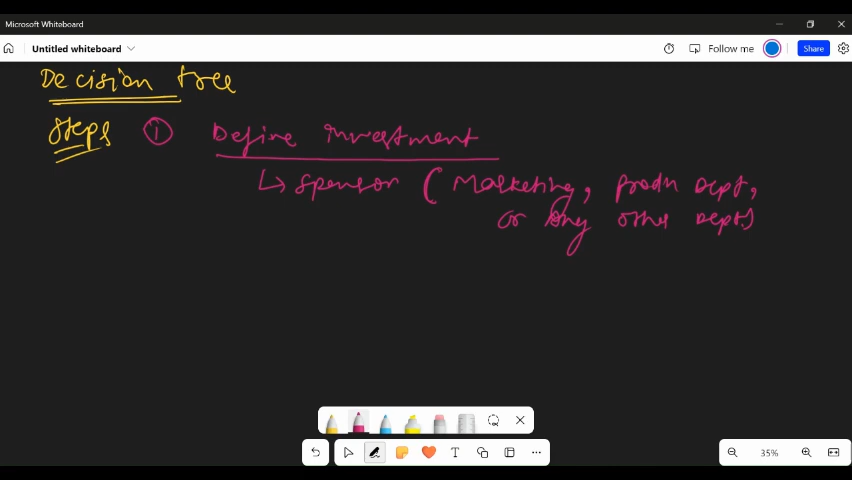 Microsoft Whiteboard
Untitled whiteboard
Follow me
Share
Decision tree
Steps ① Define investment
↳ Sponsor (Marketing, Prodn Dept,
or any other Dept)
35%